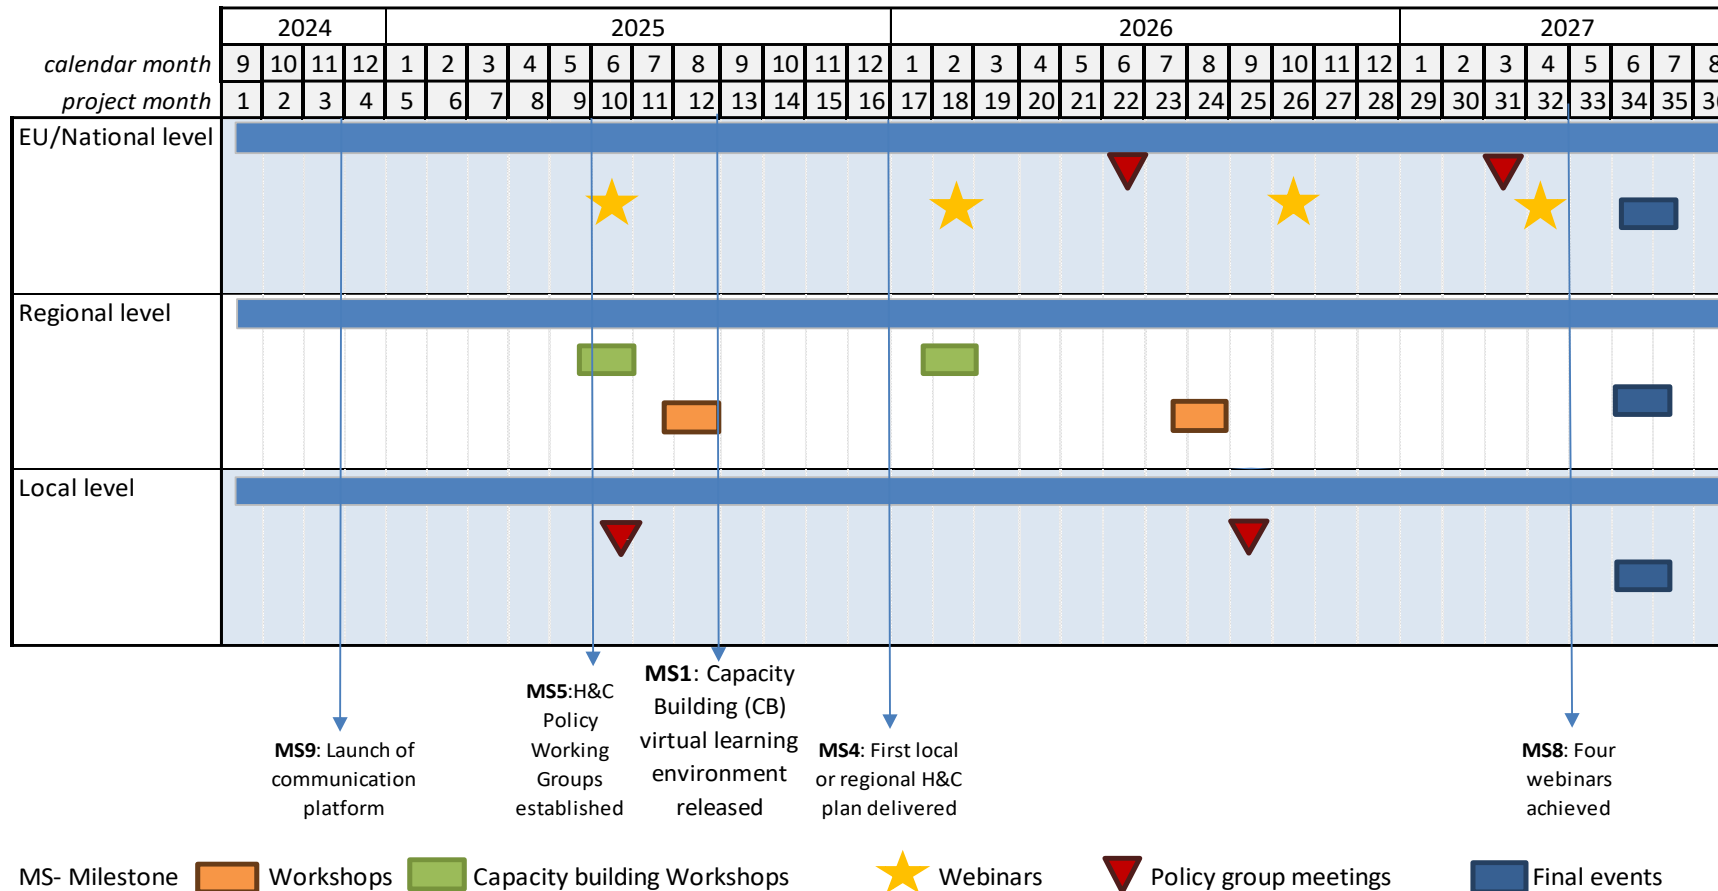 2024 2025 2026 2027
calendar month 9 10 11 12 1 2 3 4 5 6 7 8 9 10 11 12 1 2 3 4 5 6 7 8 9 10 11 12 1 2 3 4 5 6 7 8
project month 1 2 3 4 5 6 7 8 9 10 11 12 13 14 15 16 17 18 19 20 21 22 23 24 25 26 27 28 29 30 31 32 33 34 35
EU/National level
Regional level
Local level
MS9: Launch of
communication
platform
MS5:H&C
Policy
Working
Groups
established
MS1: Capacity
Building (CB)
virtual learning
environment
released
MS4: First local
or regional H&C
plan delivered
MS8: Four
webinars
achieved
MS- Milestone Workshops Capacity building Workshops Webinars Policy group meetings Final events